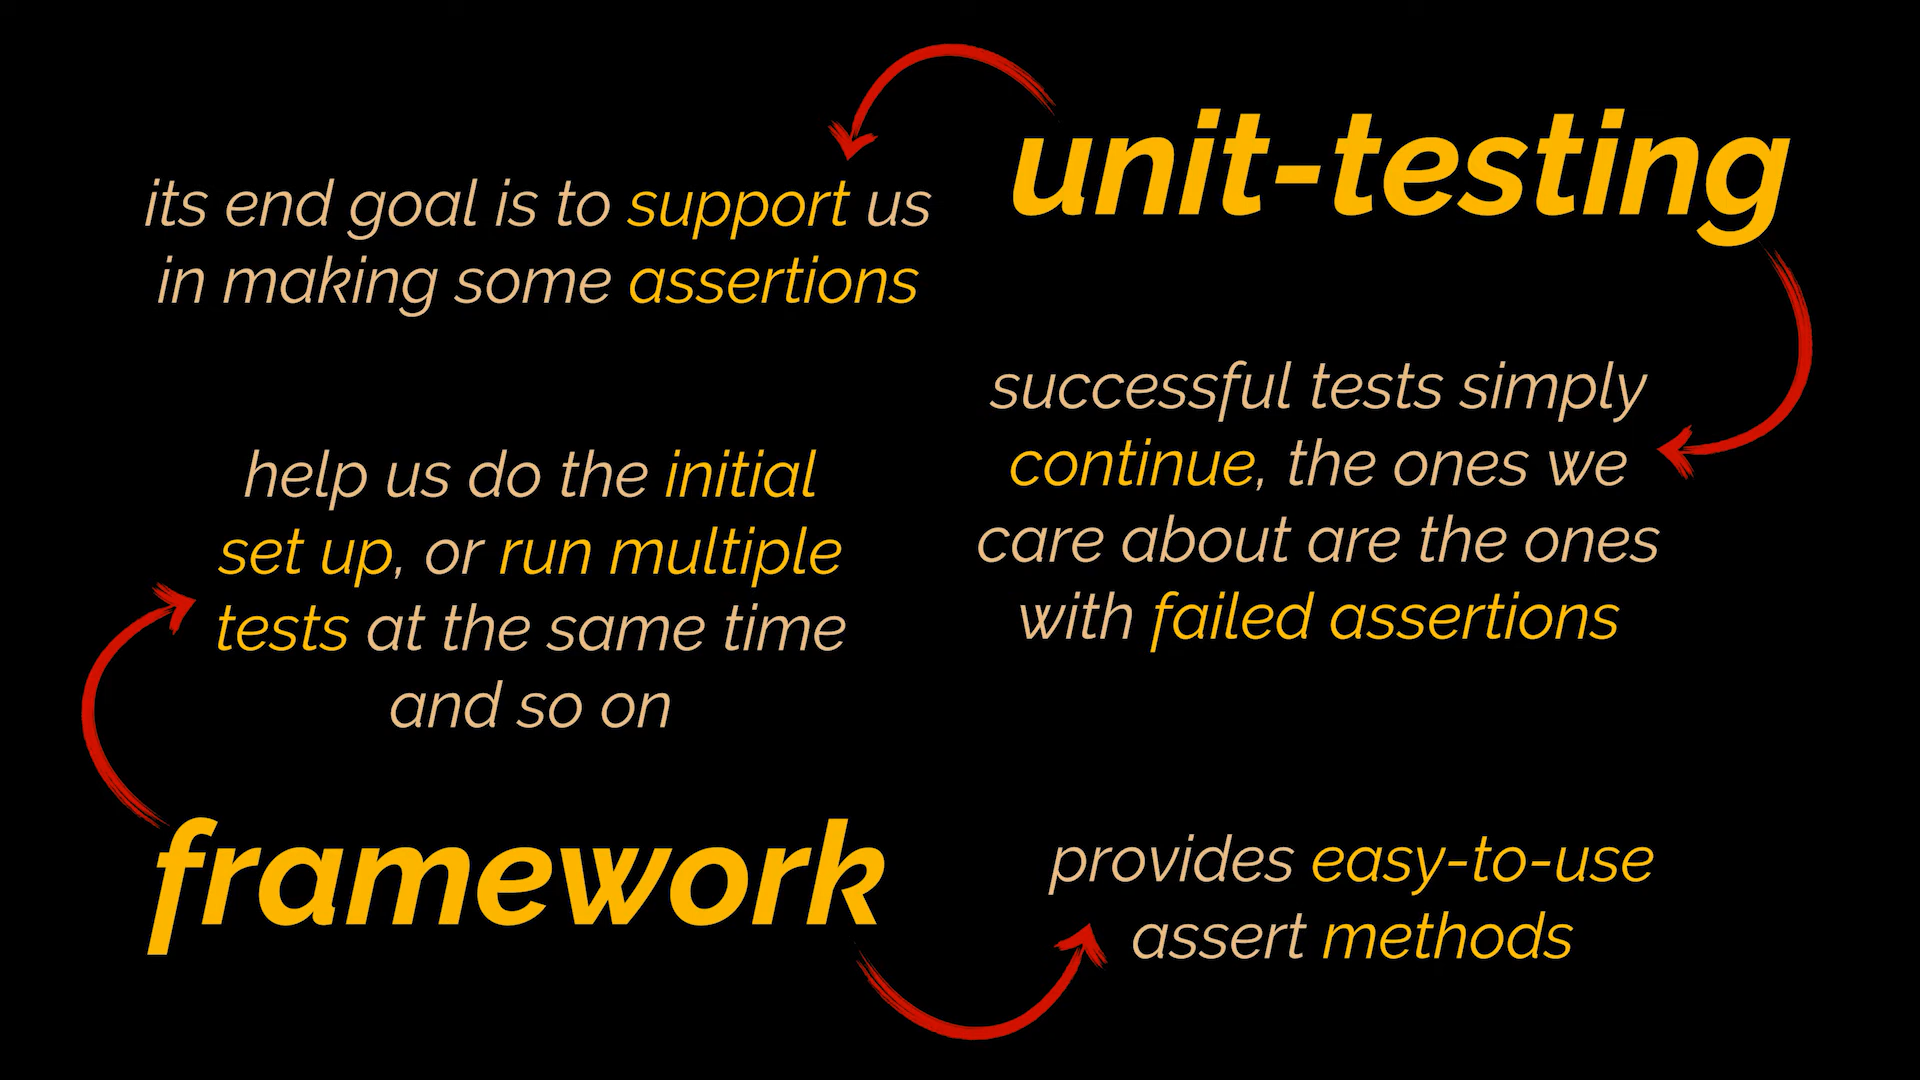 unit-testing
its end goal is to support us
in making some assertions
successful tests simply
continue, the ones we
care about are the ones
with failed assertions
help us do the initial
set up, or run multiple
tests at the same time
and so on
framework
provides easy-to-use
assert methods